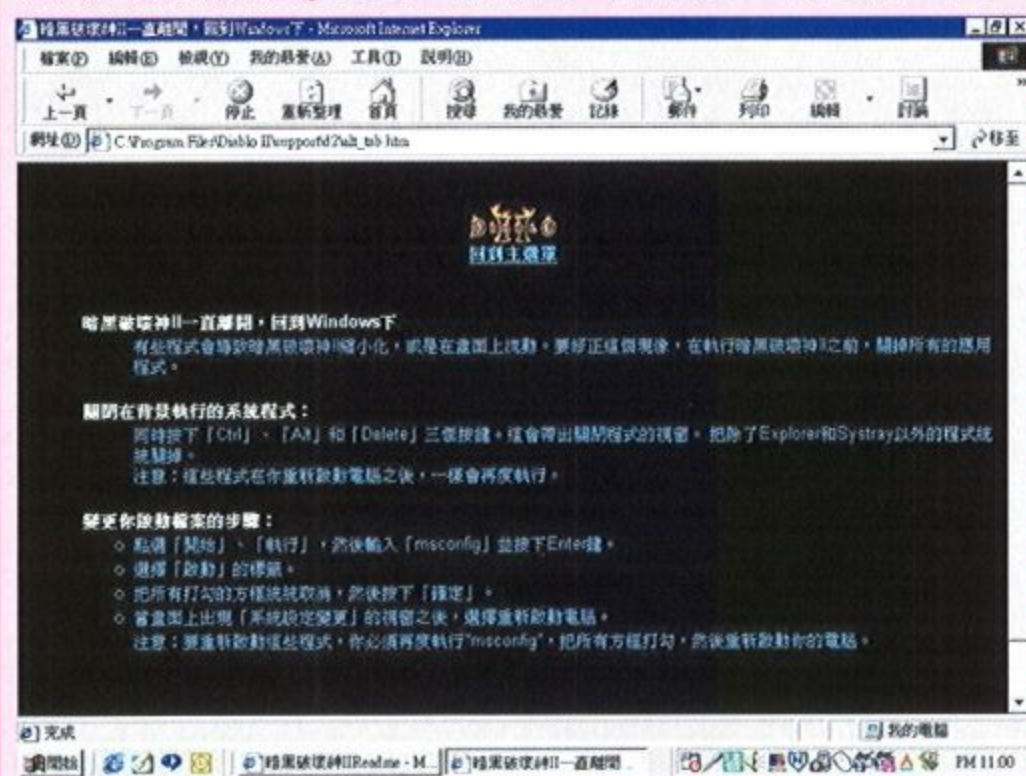 暗黑破壞神II一直離開，回到Windows下 - Microsoft Internet Explorer
檔案(F) 編輯(E) 檢視(V) 我的最愛(A) 工具(T) 說明(H)
上一頁 下一頁 停止 重新整理 首頁 搜尋 我的最愛 記錄 郵件 列印 編輯 討論
網址(D) C:\Program Files\Diablo II\support\d2\alt_tab.htm 移至
回到主選單
暗黑破壞神II一直離開，回到Windows下
有些程式會導致暗黑破壞神II縮小化，或是在畫面上跳動。要修正這個現後，在執行暗黑破壞神II之前，關掉所有的應用
程式。
關閉在背景執行的系統程式：
同時按下「Ctrl」、「Alt」和「Delete」三個按鍵。這會帶出關閉程式的視窗。把除了Explorer和Systray以外的程式統
統關掉。
注意：這些程式在你重新啟動電腦之後，一樣會再度執行。
變更你啟動檔案的步驟：
點選「開始」、「執行」，然後輸入「msconfig」並按下Enter鍵。
選擇「啟動」的標籤。
把所有打勾的方框統統取消，然後按下「確定」。
當畫面上出現「系統設定變更」的視窗之後，選擇重新啟動電腦。
注意：要重新啟動這些程式，你必須再度執行"msconfig"，把所有方框打勾，然後重新啟動你的電腦。
完成 我的電腦
開始 暗黑破壞神IIReadme - M... 暗黑破壞神II一直離開... PM 11:00